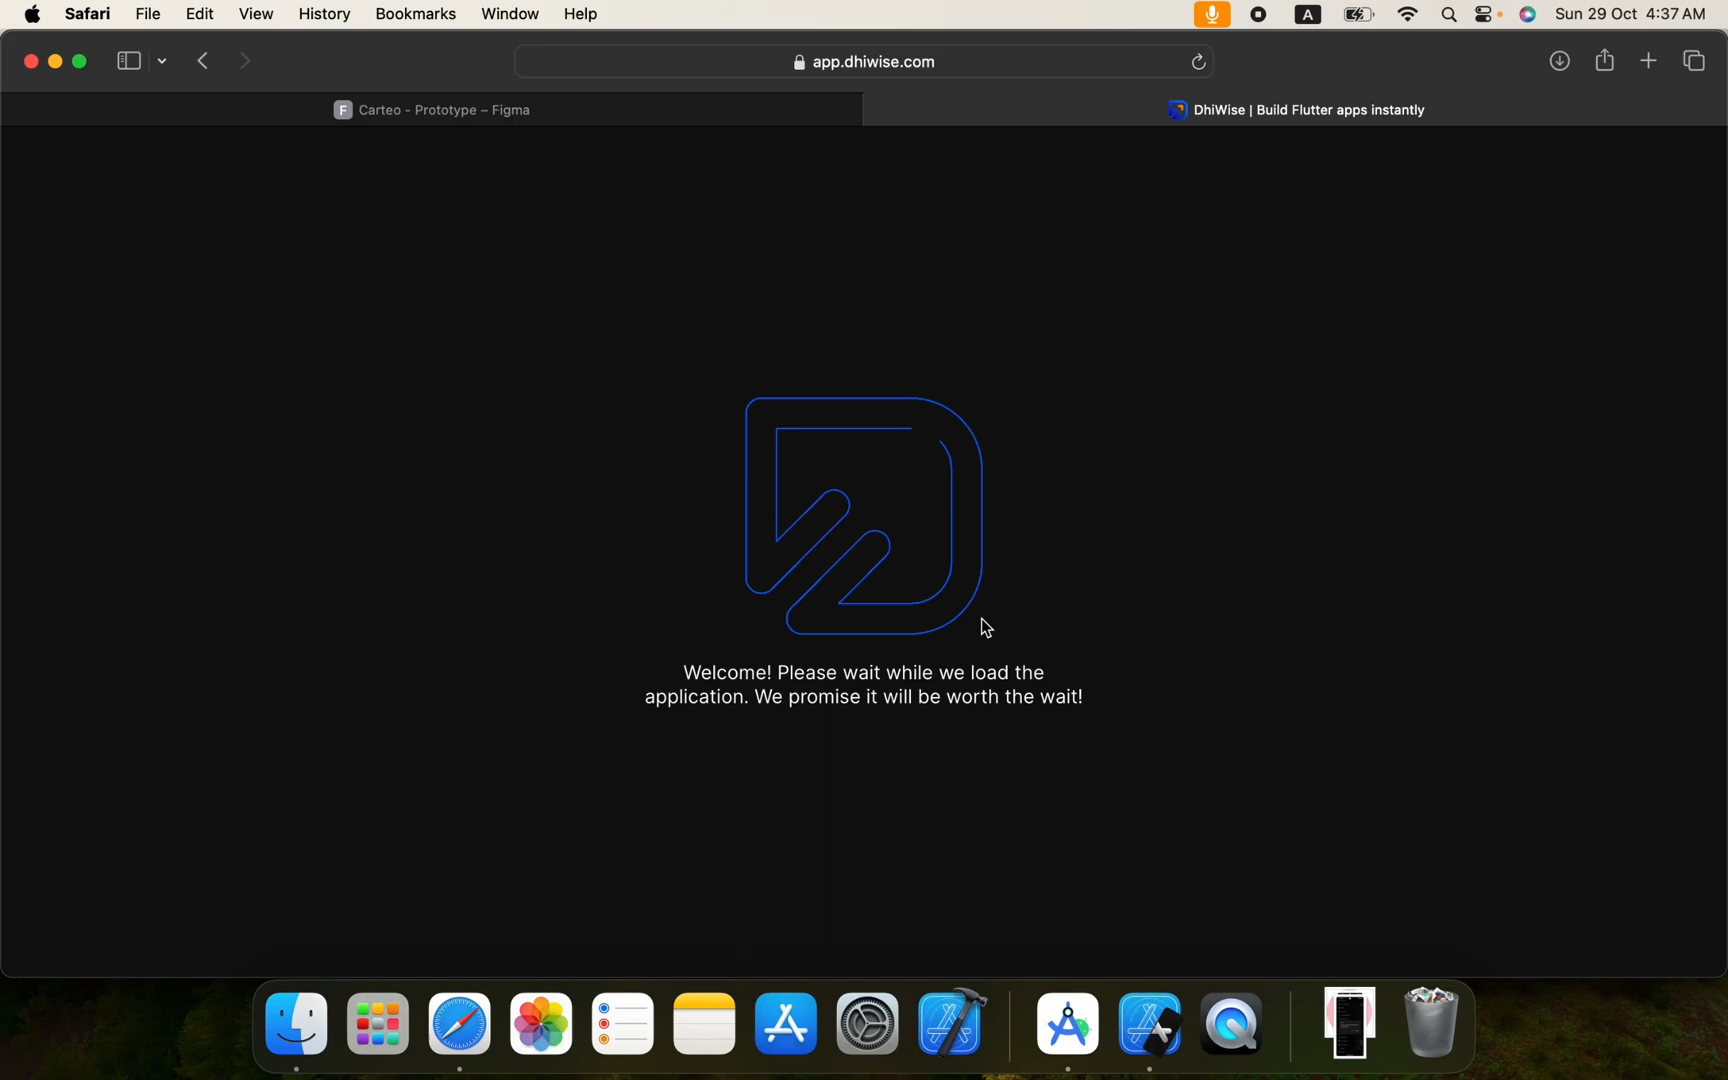 Safari File Edit View History Bookmarks Window Help
A Sun 29 Oct 4:37 AM
app.dhiwise.com
F Carteo - Prototype – Figma
DhiWise | Build Flutter apps instantly
Welcome! Please wait while we load the
application. We promise it will be worth the wait!